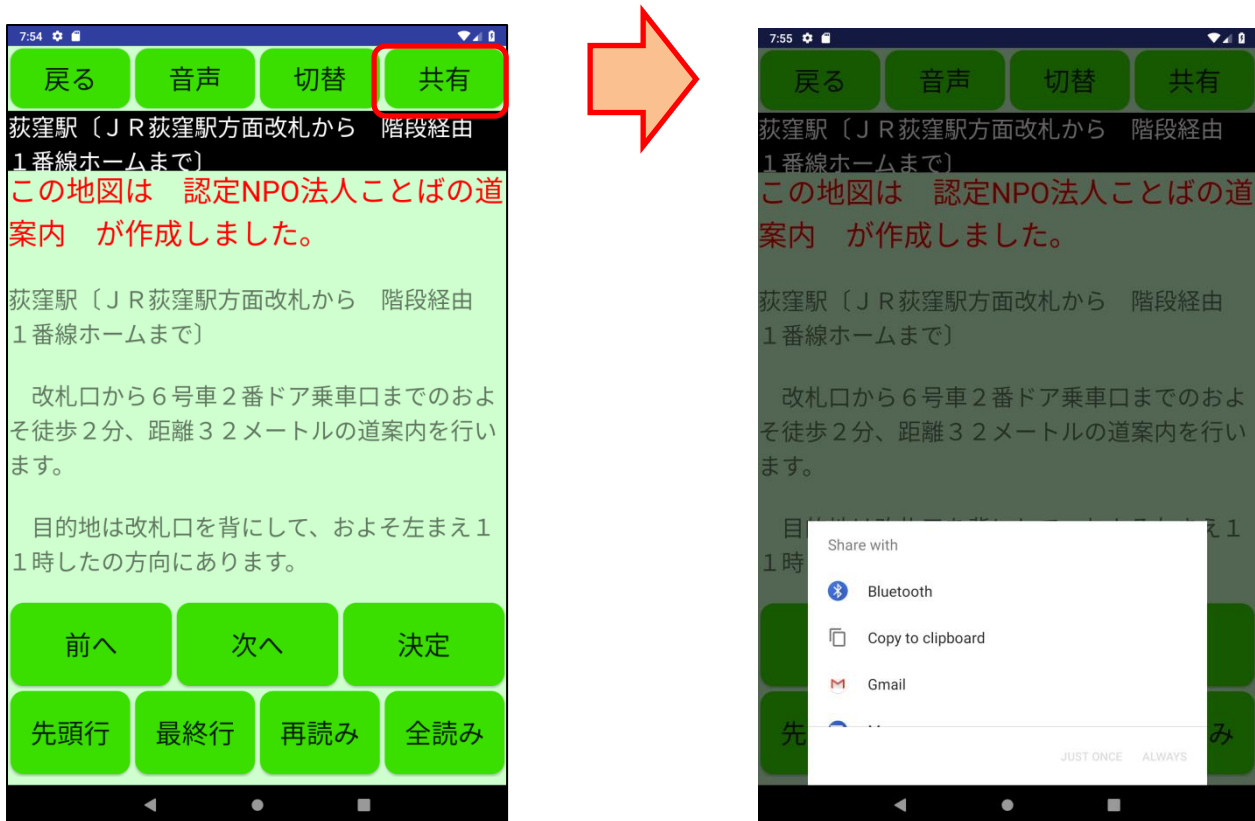 7:54
戻る 音声 切替 共有
荻窪駅〔ＪＲ荻窪駅方面改札から　階段経由
１番線ホームまで〕
この地図は　認定NPO法人ことばの道
案内　が作成しました。
荻窪駅〔ＪＲ荻窪駅方面改札から　階段経由
１番線ホームまで〕
　改札口から６号車２番ドア乗車口までのおよ
そ徒歩２分、距離３２メートルの道案内を行い
ます。
　目的地は改札口を背にして、およそ左まえ１
１時したの方向にあります。
前へ 次へ 決定
先頭行 最終行 再読み 全読み
7:55
戻る 音声 切替 共有
荻窪駅〔ＪＲ荻窪駅方面改札から　階段経由
１番線ホームまで〕
この地図は　認定NPO法人ことばの道
案内　が作成しました。
荻窪駅〔ＪＲ荻窪駅方面改札から　階段経由
１番線ホームまで〕
　改札口から６号車２番ドア乗車口までのおよ
そ徒歩２分、距離３２メートルの道案内を行い
ます。
目 え１
１時
Share with
Bluetooth
Copy to clipboard
Gmail
先 み
JUST ONCE ALWAYS